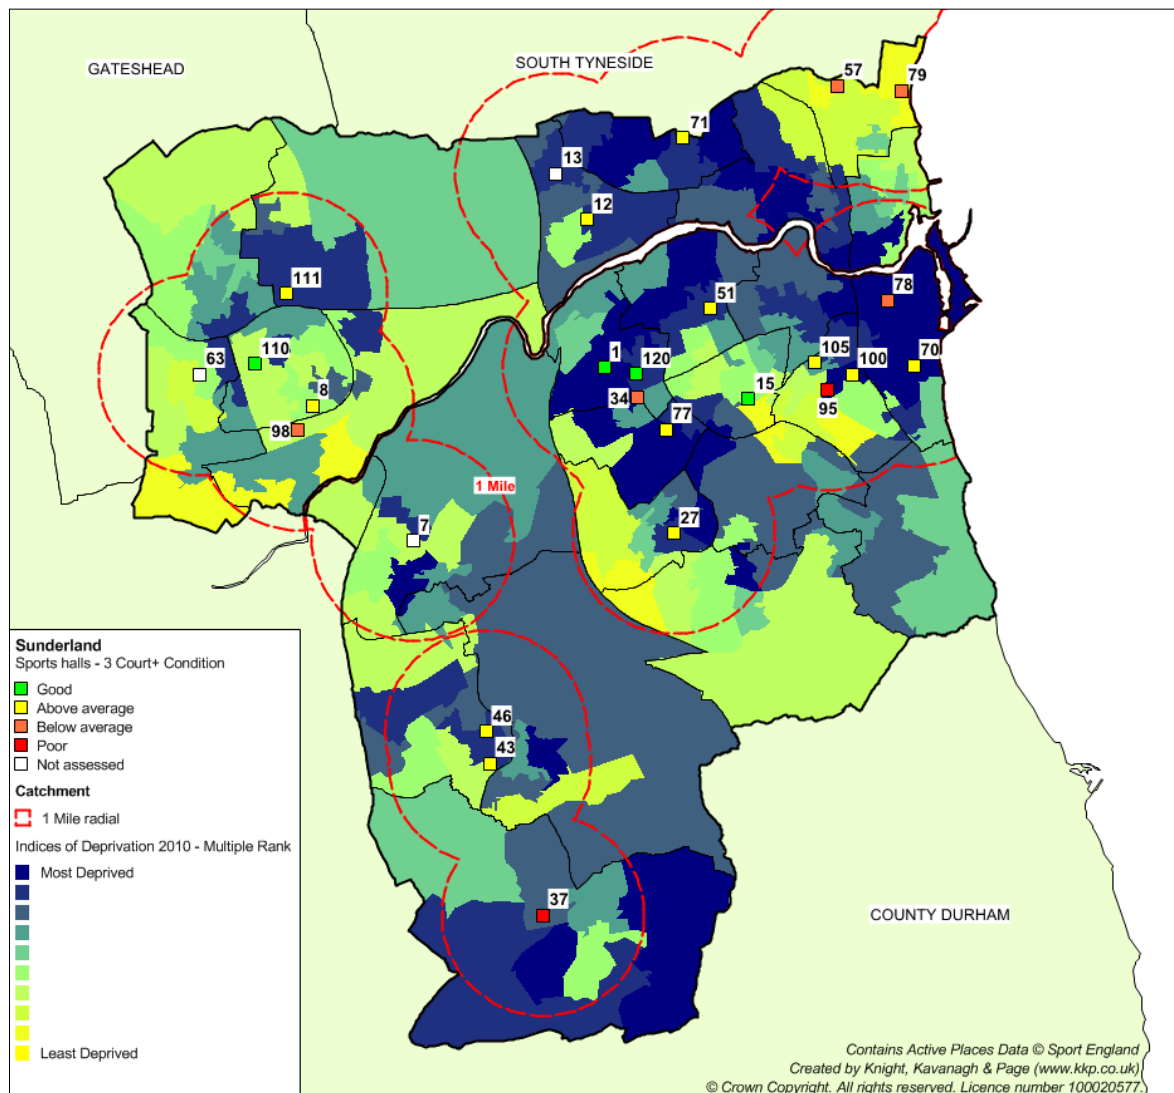 GATESHEAD
SOUTH TYNESIDE
57
79
71
13
12
111
78
51
63
110
1
120
105
100
70
8
34
15
95
98
77
1 Mile
7
27
46
43
37
COUNTY DURHAM
Sunderland
Sports halls - 3 Court+ Condition
Good
Above average
Below average
Poor
Not assessed
Catchment
1 Mile radial
Indices of Deprivation 2010 - Multiple Rank
Most Deprived
Least Deprived
Contains Active Places Data © Sport England
Created by Knight, Kavanagh & Page (www.kkp.co.uk)
© Crown Copyright. All rights reserved. Licence number 100020577.